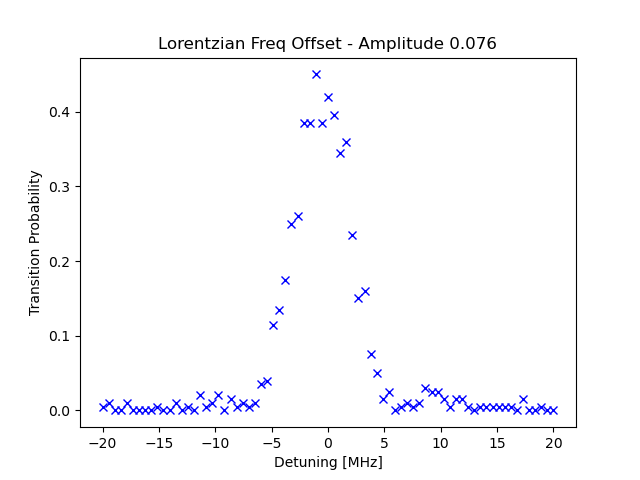 Lorentzian Freq Offset - Amplitude 0.076
Transition Probability
0.4
0.3
0.2
0.1
0.0
−20 −15 −10 −5 0 5 10 15 20
Detuning [MHz]